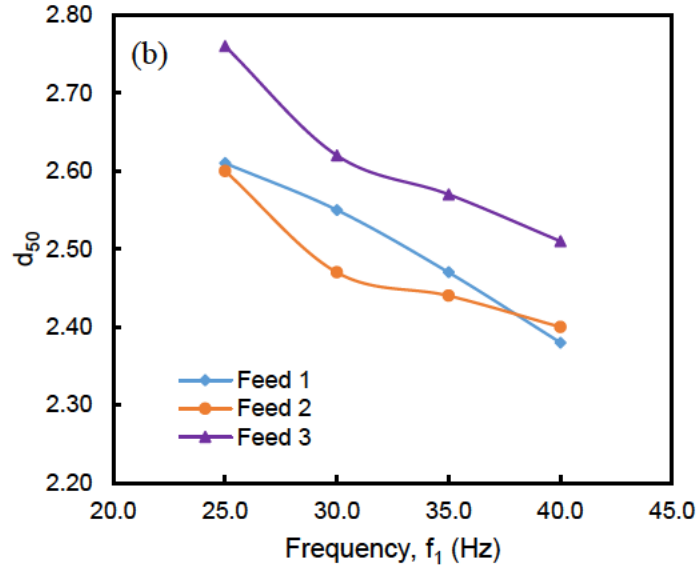 (b)
d50
2.80
2.70
2.60
2.50
2.40
2.30
2.20
Feed 1
Feed 2
Feed 3
20.0 25.0 30.0 35.0 40.0 45.0
Frequency, f1 (Hz)